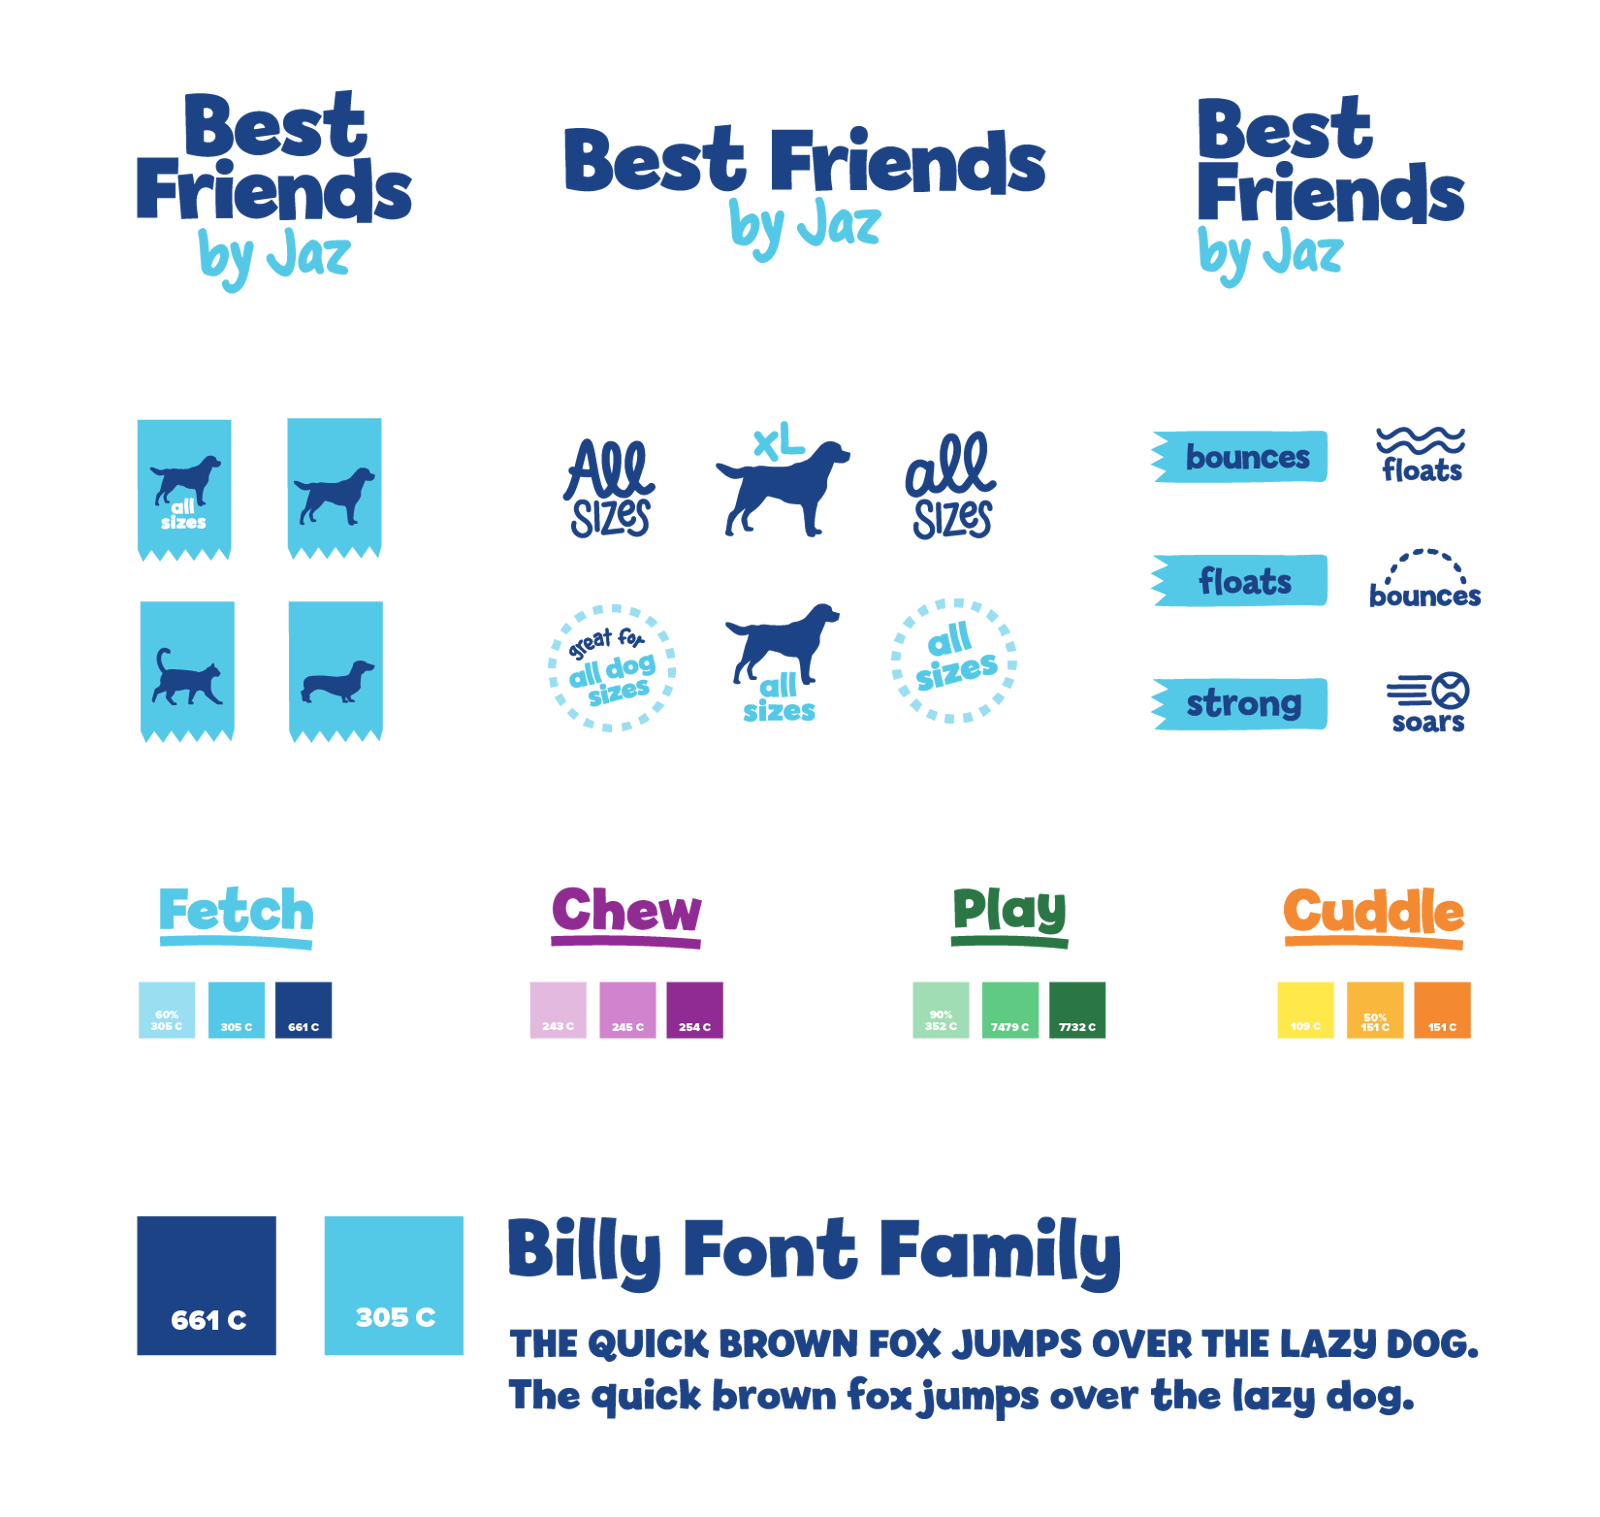 Best
Friends
by Jaz
Best Friends
by Jaz
Best
Friends
by Jaz
all
sizes
All
SIZes
XL
all
SIZes
great for
all dog
sizes
all
sizes
all
sizes
bounces
floats
floats
bounces
strong
soars
Fetch
60%
305 C
305 C
661 C
Chew
243 C
245 C
254 C
Play
90%
352 C
7479 C
7732 C
Cuddle
109 C
50%
151 C
151 C
661 C
305 C
Billy Font Family
THE QUICK BROWN FOX JUMPS OVER THE LAZY DOG.
The quick brown fox jumps over the lazy dog.